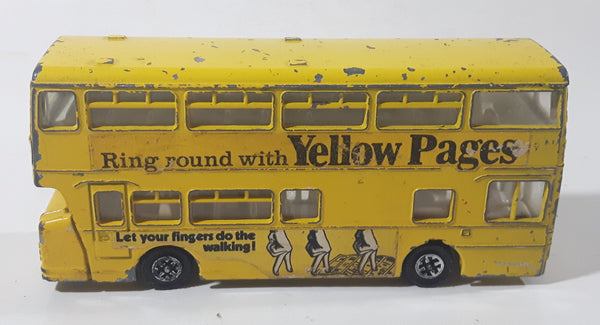 Ring round with Yellow Pages
Let your fingers do the
walking!